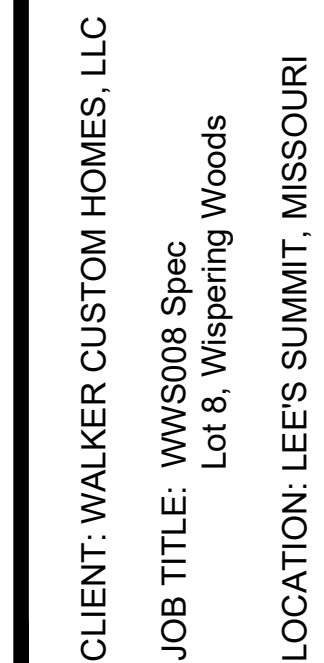 CLIENT: WALKER CUSTOM HOMES, LLC
JOB TITLE: WWS008 Spec
Lot 8, Wispering Woods
LOCATION: LEE'S SUMMIT, MISSOURI